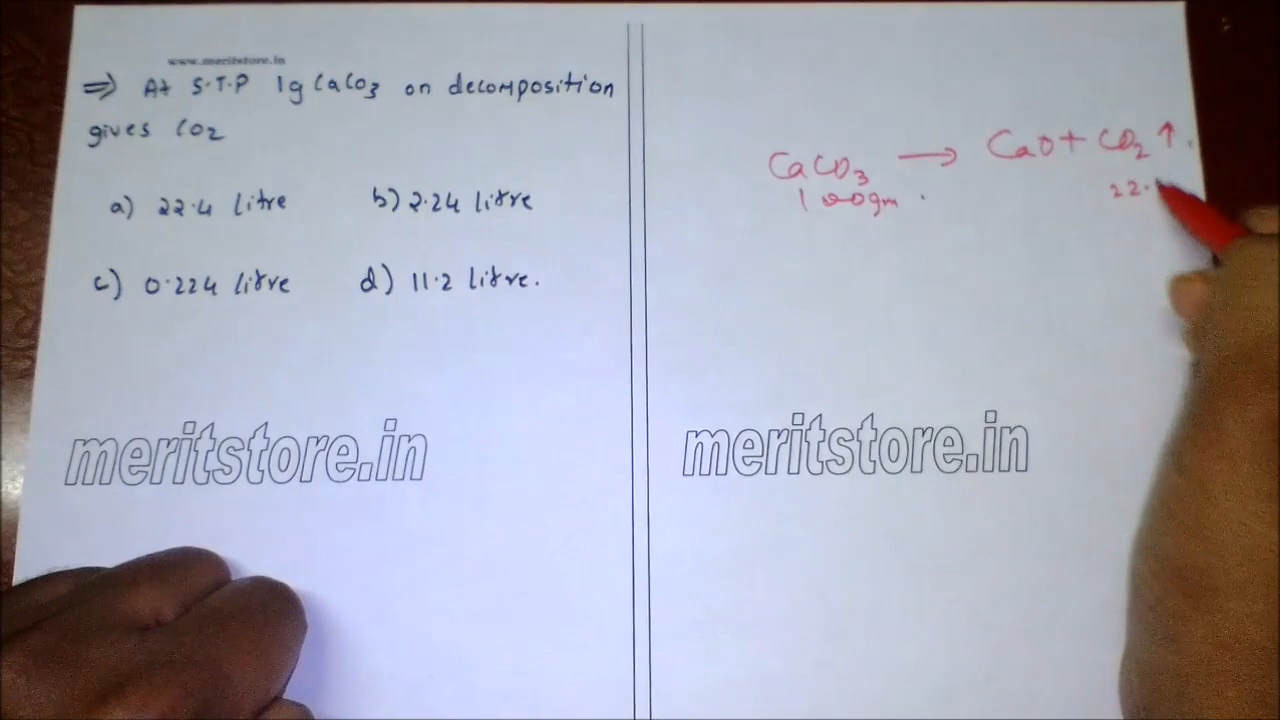 www.meritstore.in
⇒ At S.T.P 1g CaCO3 on decomposition
gives CO2
a) 22.4 litre b) 2.24 litre
c) 0.224 litre d) 11.2 litre.
CaCO3 → CaO + CO2 ↑.
100gm . 22.
meritstore.in
meritstore.in